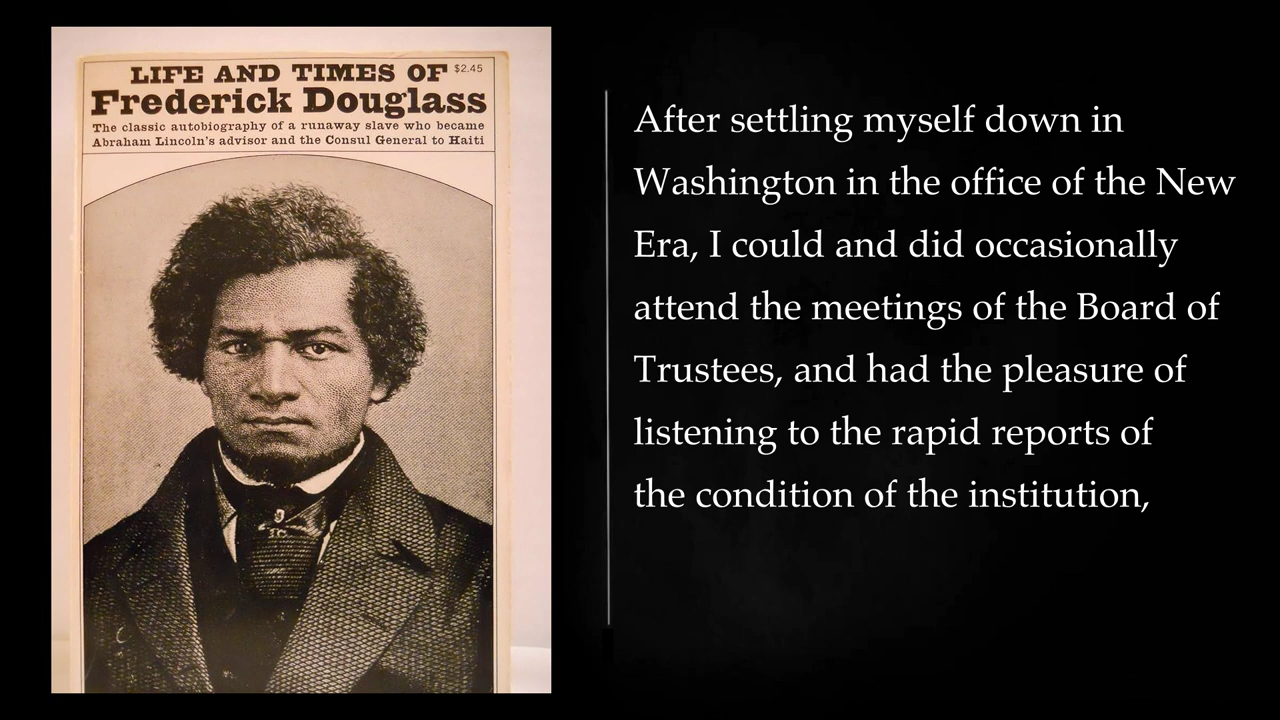 LIFE AND TIMES OF $2.45
Frederick Douglass
The classic autobiography of a runaway slave who became
Abraham Lincoln's advisor and the Consul General to Haiti
After settling myself down in
Washington in the office of the New
Era, I could and did occasionally
attend the meetings of the Board of
Trustees, and had the pleasure of
listening to the rapid reports of
the condition of the institution,